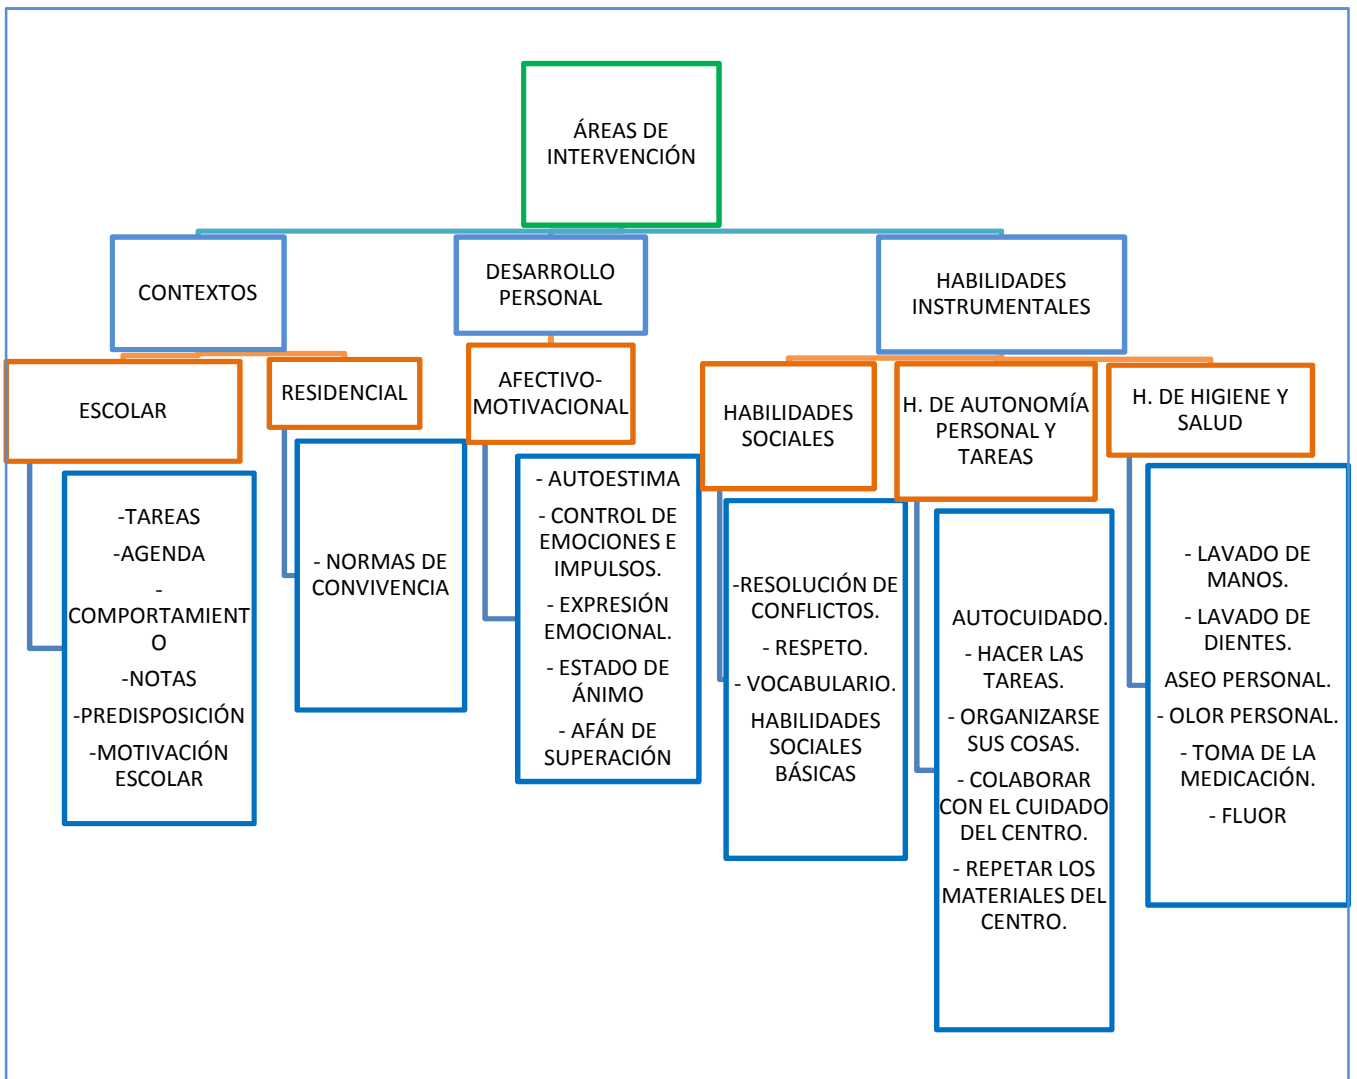 ÁREAS DE
INTERVENCIÓN
CONTEXTOS
DESARROLLO
PERSONAL
HABILIDADES
INSTRUMENTALES
ESCOLAR
RESIDENCIAL
AFECTIVO-
MOTIVACIONAL
HABILIDADES
SOCIALES
H. DE AUTONOMÍA
PERSONAL Y
TAREAS
H. DE HIGIENE Y
SALUD
-TAREAS
-AGENDA
-
COMPORTAMIENT
O
-NOTAS
-PREDISPOSICIÓN
-MOTIVACIÓN
ESCOLAR
- NORMAS DE
CONVIVENCIA
- AUTOESTIMA
- CONTROL DE
EMOCIONES E
IMPULSOS.
- EXPRESIÓN
EMOCIONAL.
- ESTADO DE
ÁNIMO
- AFÁN DE
SUPERACIÓN
-RESOLUCIÓN DE
CONFLICTOS.
- RESPETO.
- VOCABULARIO.
HABILIDADES
SOCIALES
BÁSICAS
AUTOCUIDADO.
- HACER LAS
TAREAS.
- ORGANIZARSE
SUS COSAS.
- COLABORAR
CON EL CUIDADO
DEL CENTRO.
- REPETAR LOS
MATERIALES DEL
CENTRO.
- LAVADO DE
MANOS.
- LAVADO DE
DIENTES.
ASEO PERSONAL.
- OLOR PERSONAL.
- TOMA DE LA
MEDICACIÓN.
- FLUOR